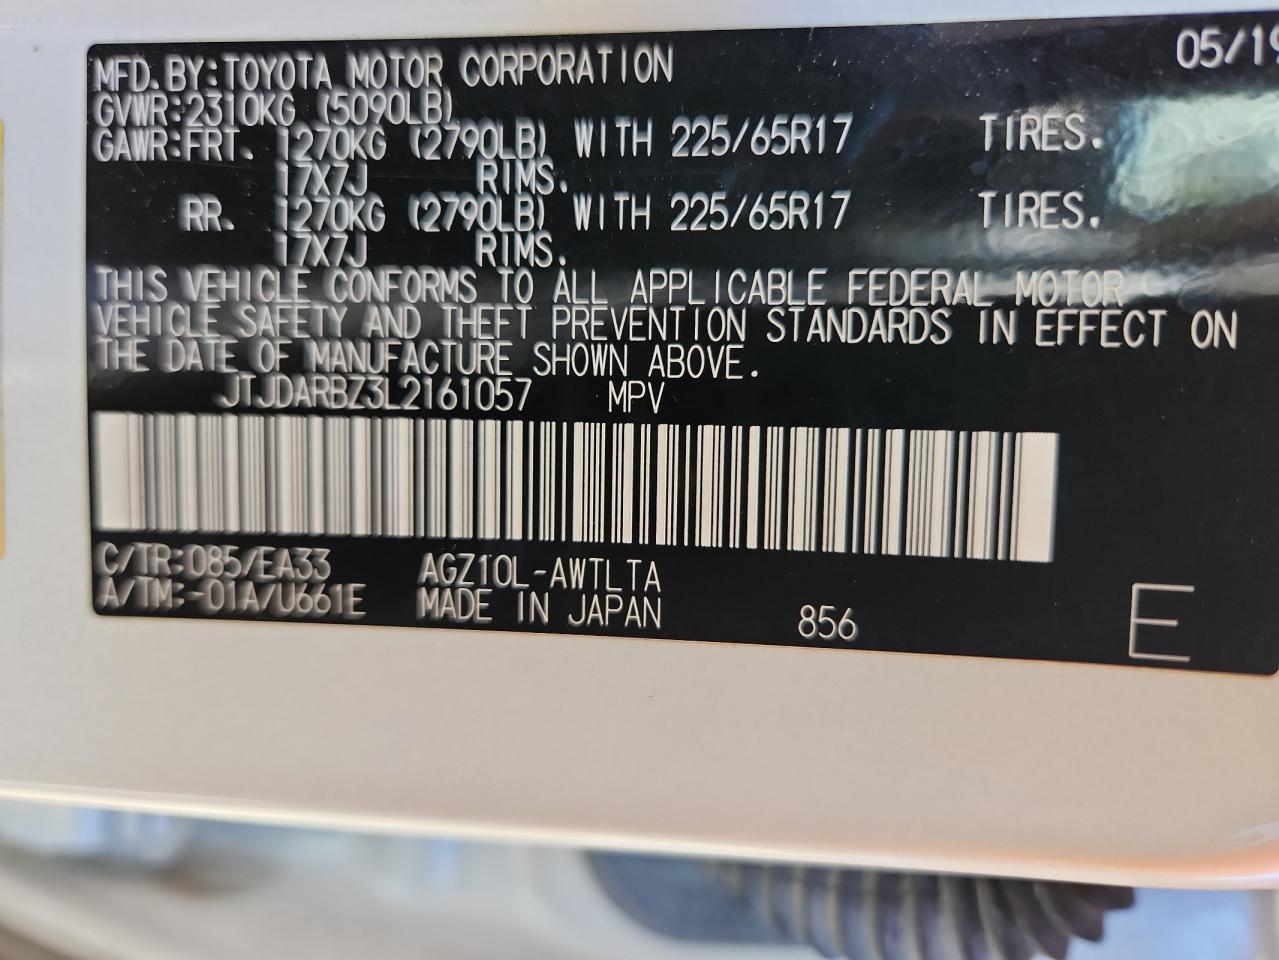 05/19
MFD. BY:TOYOTA MOTOR CORPORATION
GVWR:2310KG (5090LB)
GAWR:FRT. 1270KG (2790LB) WITH 225/65R17 TIRES.
17X7J RIMS.
RR. 1270KG (2790LB) WITH 225/65R17 TIRES.
17X7J RIMS.
THIS VEHICLE CONFORMS TO ALL APPLICABLE FEDERAL MOTOR
VEHICLE SAFETY AND THEFT PREVENTION STANDARDS IN EFFECT ON
THE DATE OF MANUFACTURE SHOWN ABOVE.
JTJDARBZ3L2161057 MPV
C/TR:085/EA33 AGZ10L-AWTLTA
A/TM:-01A/U661E MADE IN JAPAN 856 E